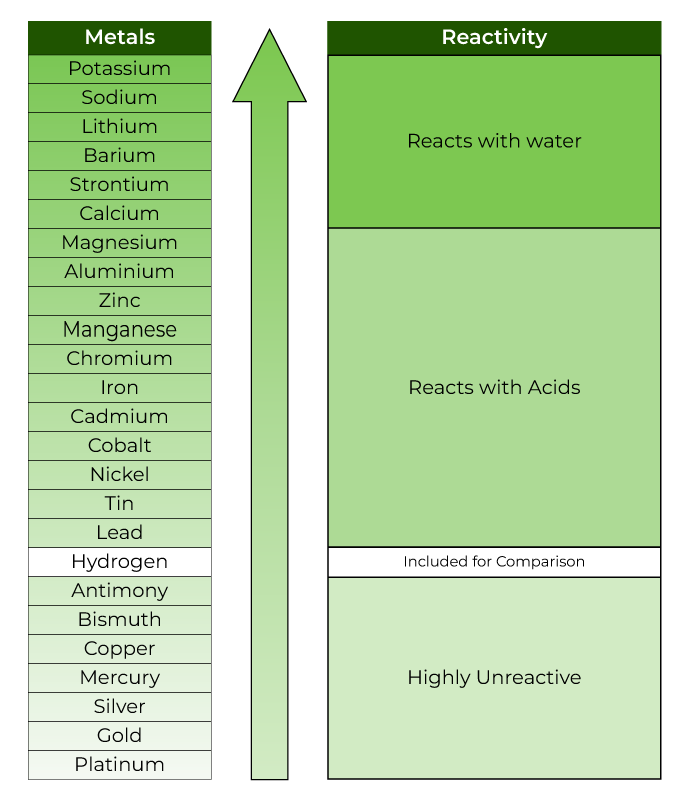 Metals
Potassium
Sodium
Lithium
Barium
Strontium
Calcium
Magnesium
Aluminium
Zinc
Manganese
Chromium
Iron
Cadmium
Cobalt
Nickel
Tin
Lead
Hydrogen
Antimony
Bismuth
Copper
Mercury
Silver
Gold
Platinum
Reactivity
Reacts with water
Reacts with Acids
Included for Comparison
Highly Unreactive